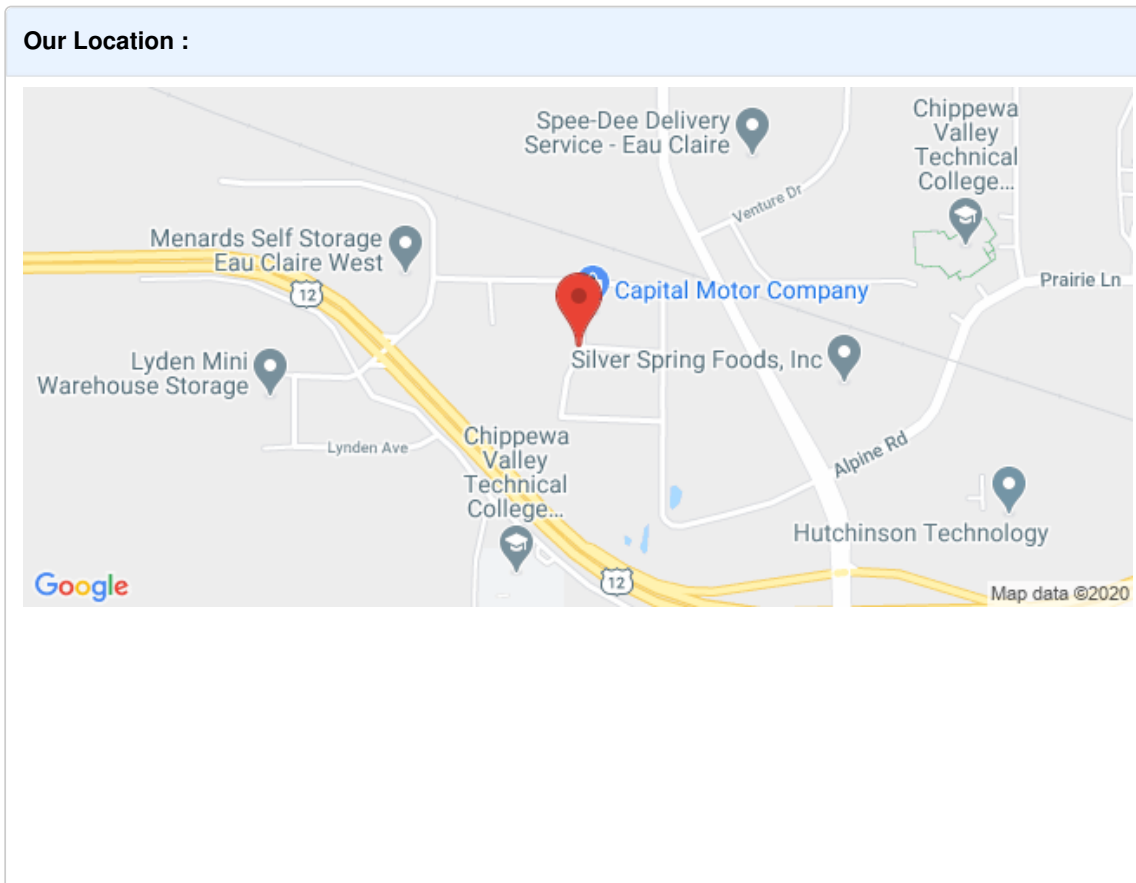 Our Location :
Spee-Dee Delivery
Service - Eau Claire
Chippewa
Valley
Technical
College...
Venture Dr
Menards Self Storage
Eau Claire West
12
Capital Motor Company
Prairie Ln
Lyden Mini
Warehouse Storage
Silver Spring Foods, Inc
Chippewa
Valley
Technical
College...
Lynden Ave
Alpine Rd
Hutchinson Technology
12
Google
Map data ©2020